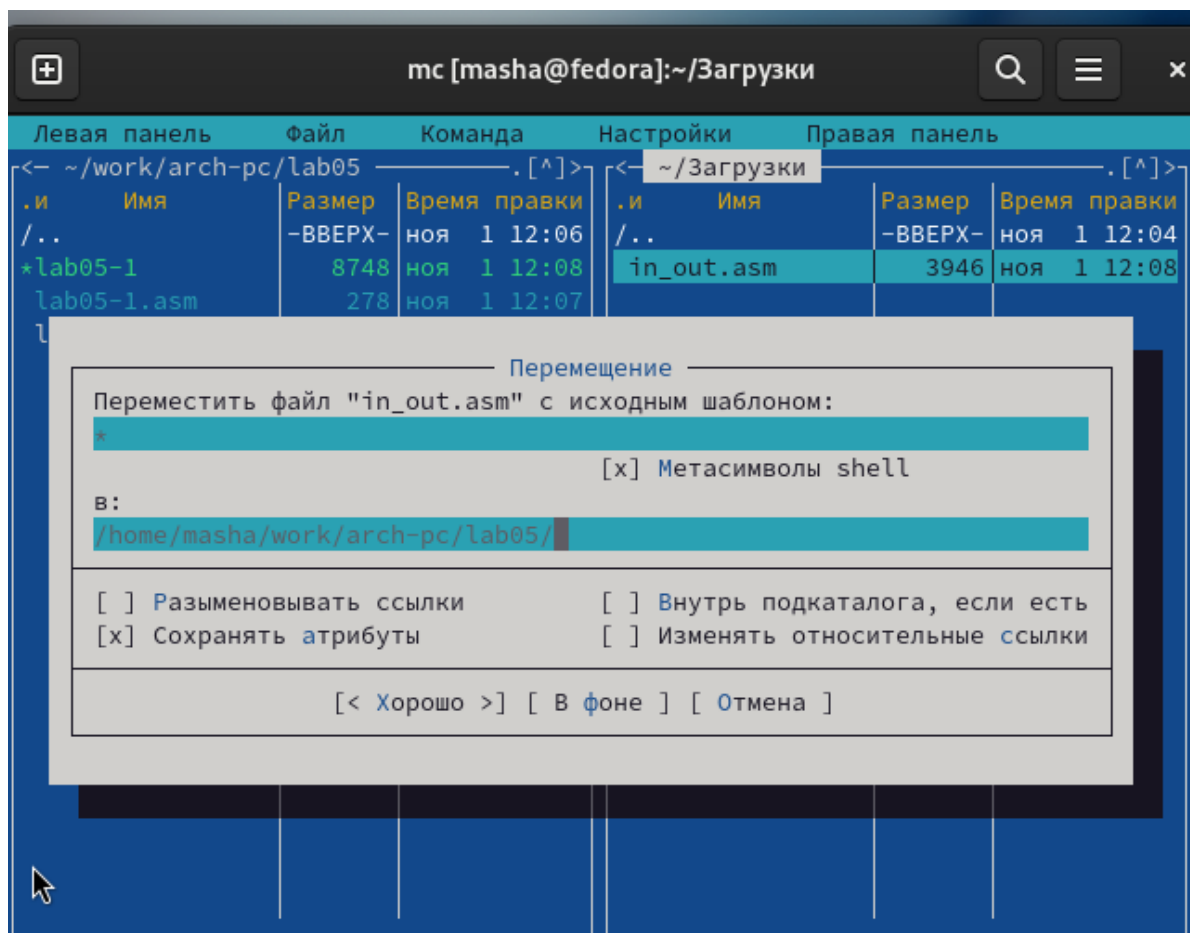 mc [masha@fedora]:~/Загрузки
Левая панель Файл Команда Настройки Правая панель
<— ~/work/arch-pc/lab05 .[^]> <— ~/Загрузки .[^]>
.и Имя Размер Время правки .и Имя Размер Время правки
/.. -ВВЕРХ- ноя 1 12:06 /.. -ВВЕРХ- ноя 1 12:04
*lab05-1 8748 ноя 1 12:08 in_out.asm 3946 ноя 1 12:08
lab05-1.asm 278 ноя 1 12:07
Перемещение
Переместить файл "in_out.asm" с исходным шаблоном:
*
[x] Метасимволы shell
в:
/home/masha/work/arch-pc/lab05/
[ ] Разыменовывать ссылки [ ] Внутрь подкаталога, если есть
[x] Сохранять атрибуты [ ] Изменять относительные ссылки
[< Хорошо >] [ В фоне ] [ Отмена ]